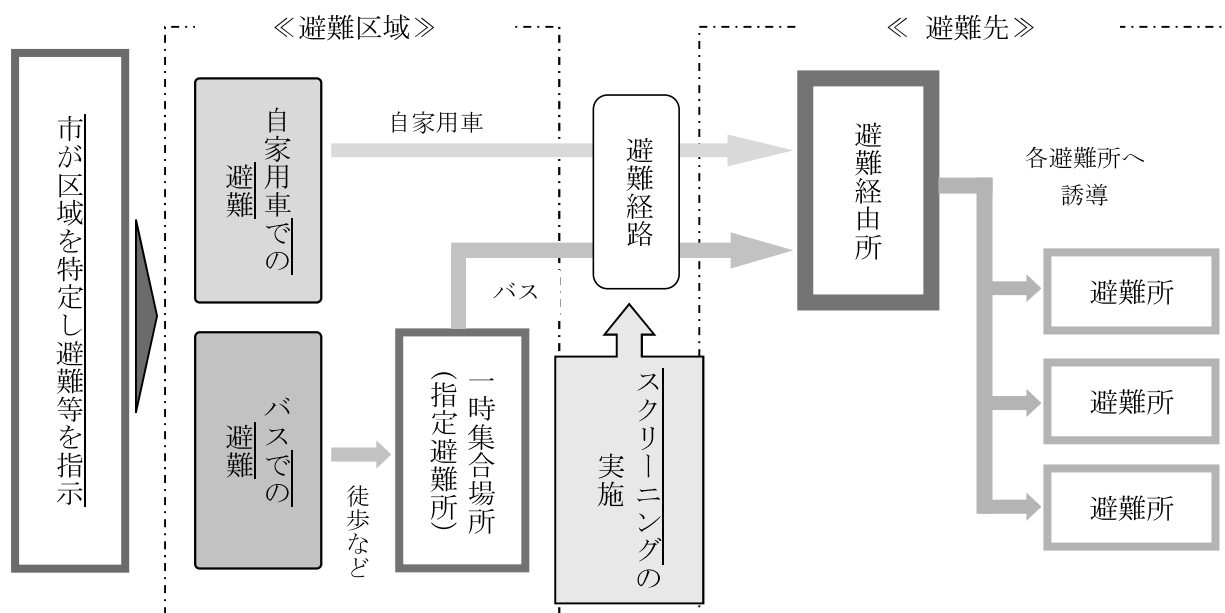 ≪避難区域≫
≪ 避難先≫
市が区域を特定し避難等を指示
自家用車での
避難
自家用車
避難経路
避難経由所
各避難所へ
誘導
バスでの
避難
徒歩など
一時集合場所
(指定避難所)
バス
スクリーニングの
実施
避難所
避難所
避難所